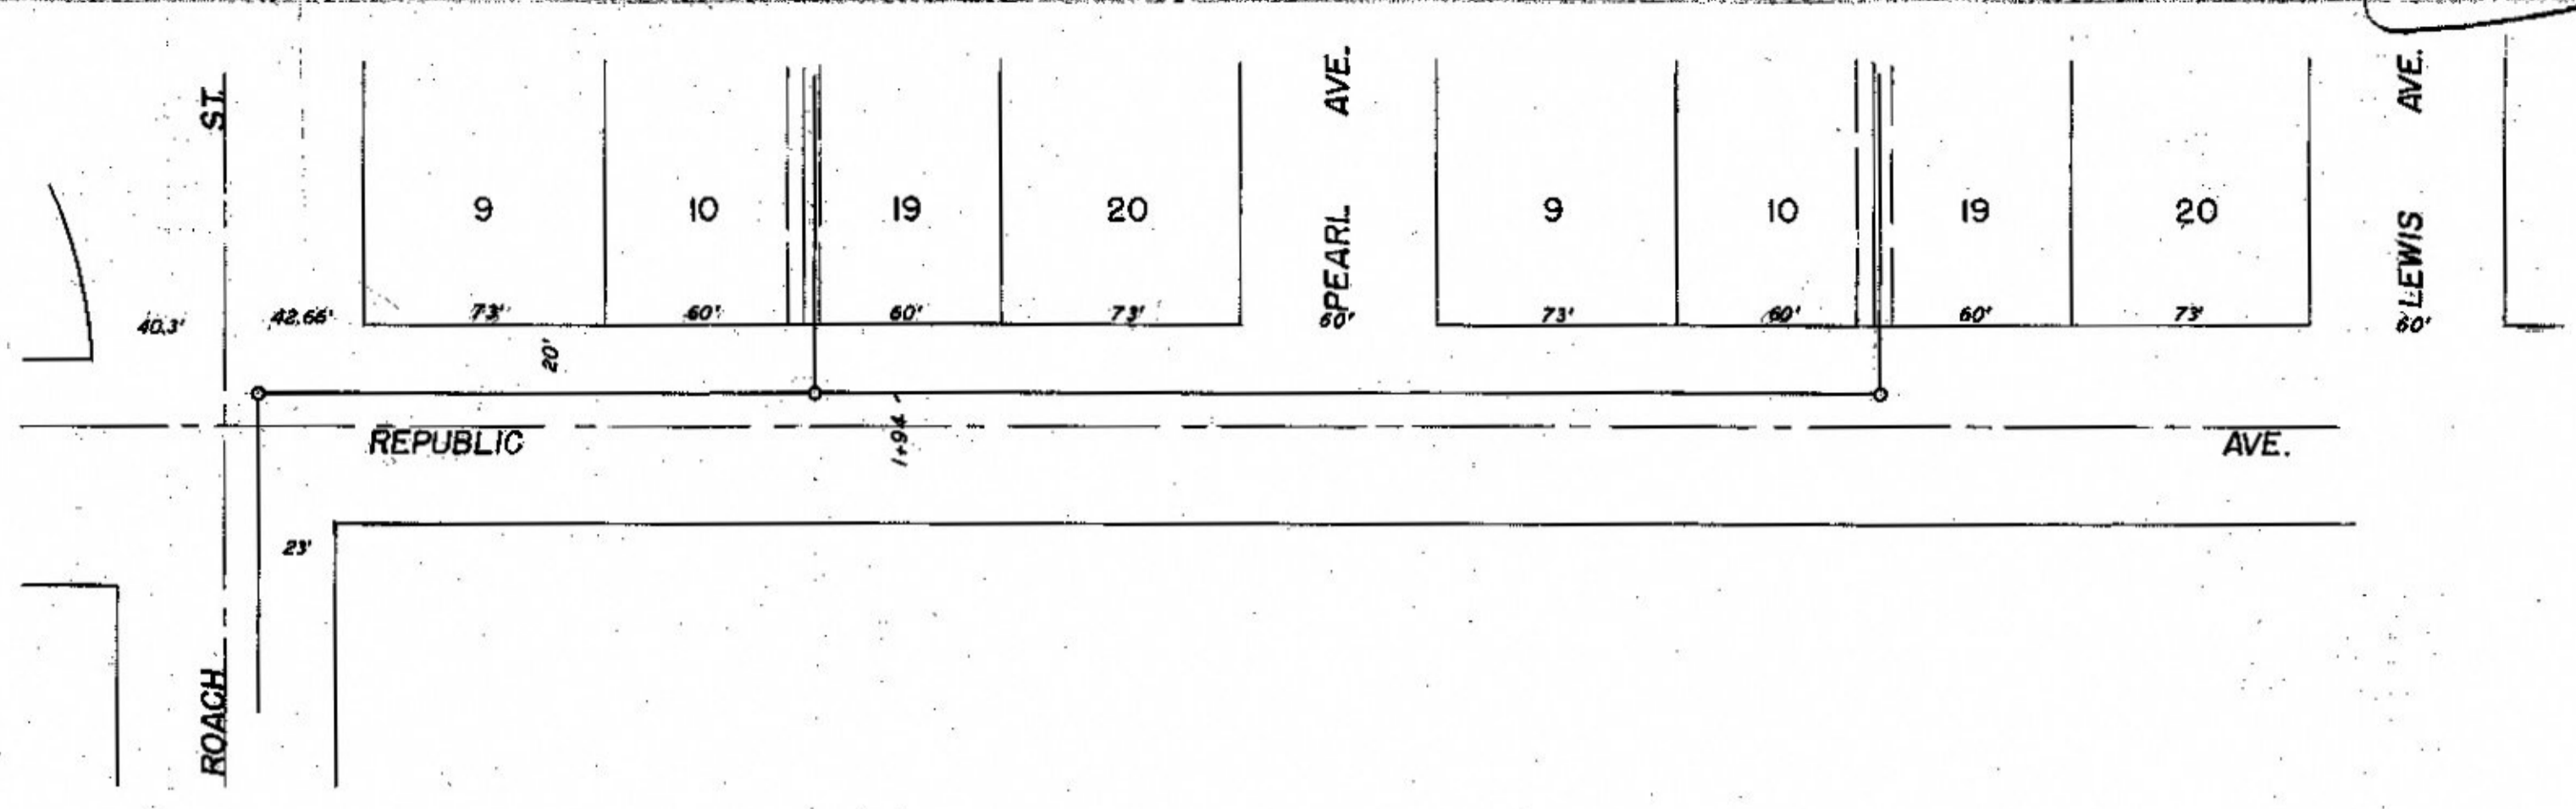 ST.
AVE.
AVE.
9
10
19
20
9
10
19
20
PEARL
LEWIS
40.3'
42.66'
73'
60'
60'
73'
60'
73'
60'
60'
73'
60'
20'
REPUBLIC
1+94
AVE.
23'
ROACH